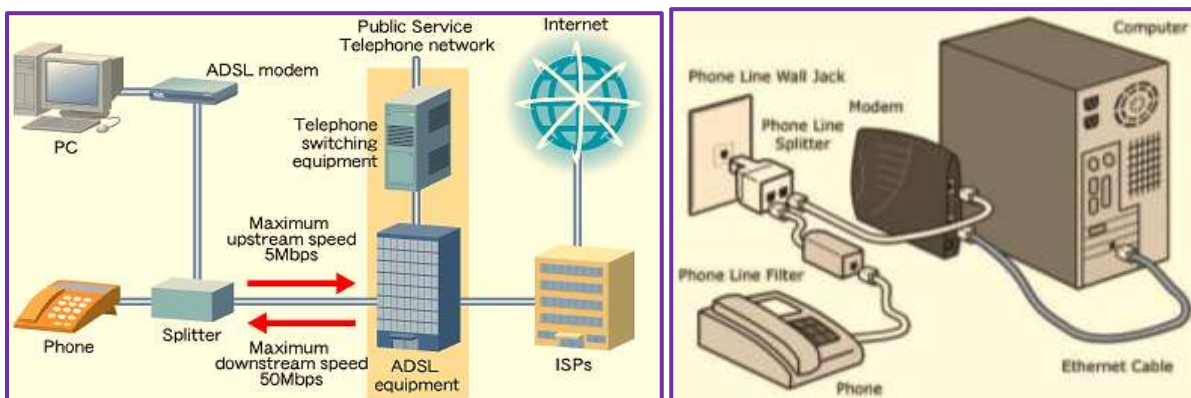 Public Service
Telephone network
Internet
ADSL modem
PC
Telephone
switching
equipment
Maximum
upstream speed
5Mbps
Phone
Splitter
Maximum
downstream speed
50Mbps
ADSL
equipment
ISPs
Computer
Phone Line Wall Jack
Modem
Phone Line
Splitter
Phone Line Filter
Ethernet Cable
Phone